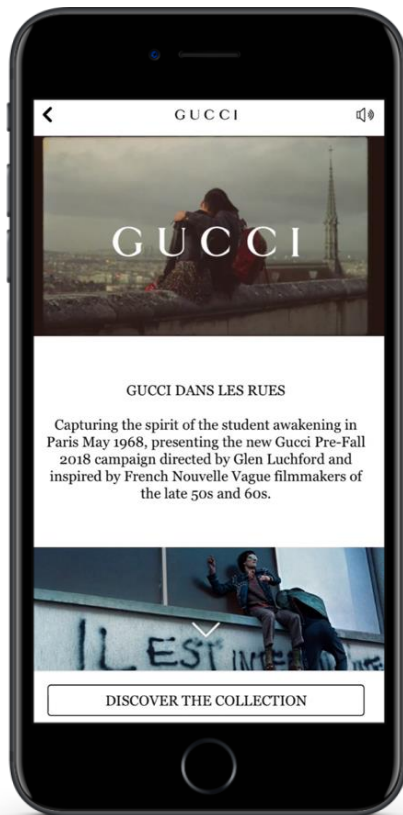 GUCCI
GUCCI
GUCCI DANS LES RUES
Capturing the spirit of the student awakening in
Paris May 1968, presenting the new Gucci Pre-Fall
2018 campaign directed by Glen Luchford and
inspired by French Nouvelle Vague filmmakers of
the late 50s and 60s.
IL EST
DISCOVER THE COLLECTION